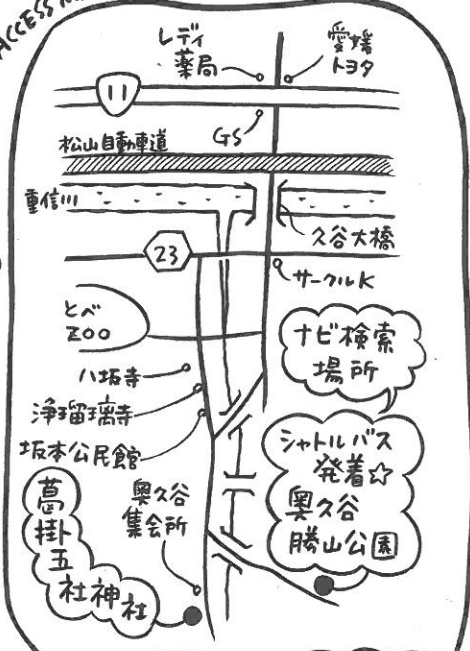 ACCESS
レディ
薬局
愛媛
トヨタ
11
GS
松山自動車道
重信川
久谷大橋
23
サークルK
とべ
ZOO
ナビ検索
場所
八坂寺
浄瑠璃寺
坂本公民館
シャトルバス
発着☆
奥久谷
勝山公園
奥久谷
集会所
葛
掛
五
社神社